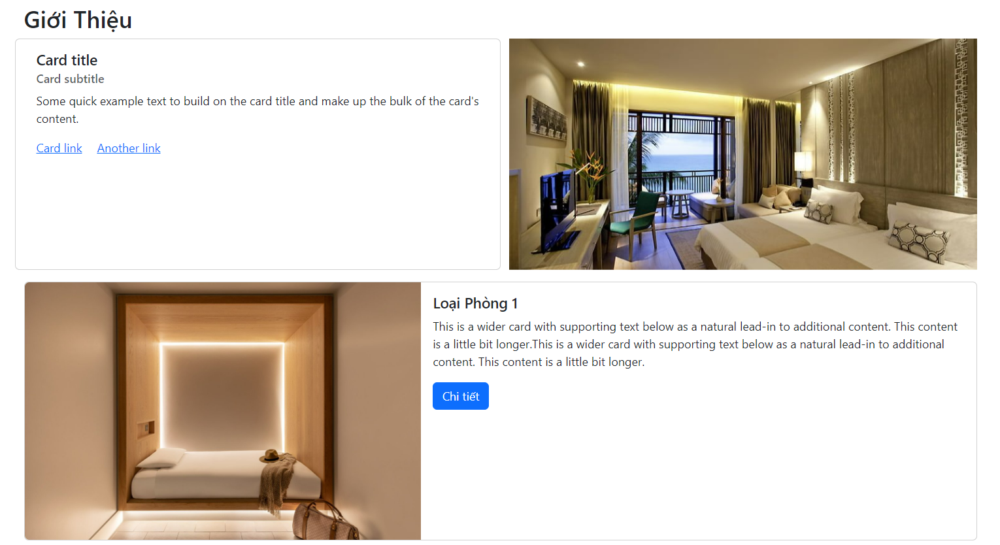 Giới Thiệu
Card title
Card subtitle
Some quick example text to build on the card title and make up the bulk of the card's
content.
Card link Another link
Loại Phòng 1
This is a wider card with supporting text below as a natural lead-in to additional content. This content
is a little bit longer.This is a wider card with supporting text below as a natural lead-in to additional
content. This content is a little bit longer.
Chi tiết